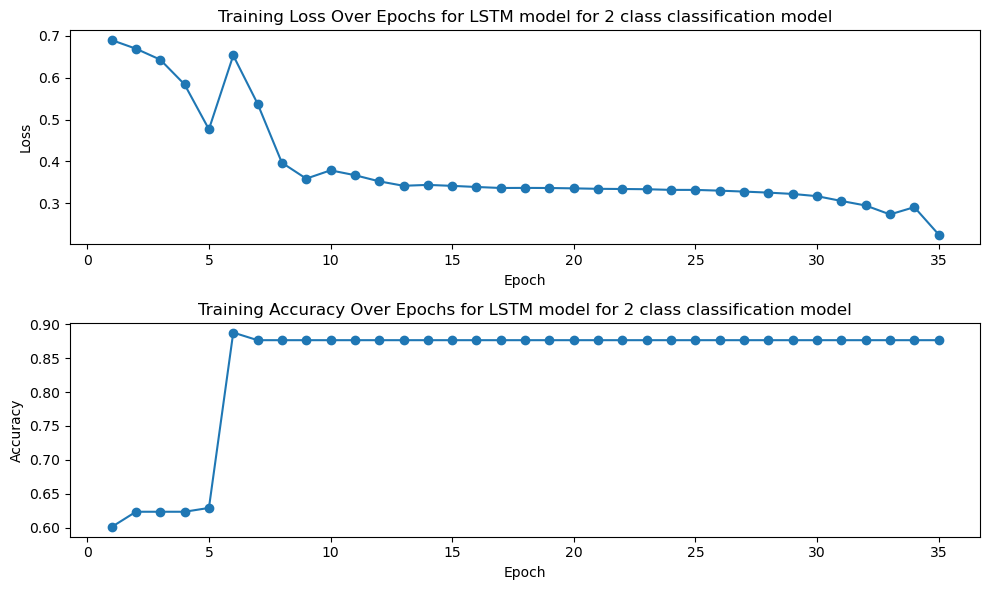 Training Loss Over Epochs for LSTM model for 2 class classification model
0.7
0.6
0.5
0.4
0.3
Loss
0 5 10 15 20 25 30 35
Epoch
Training Accuracy Over Epochs for LSTM model for 2 class classification model
0.90
0.85
0.80
0.75
0.70
0.65
0.60
Accuracy
0 5 10 15 20 25 30 35
Epoch